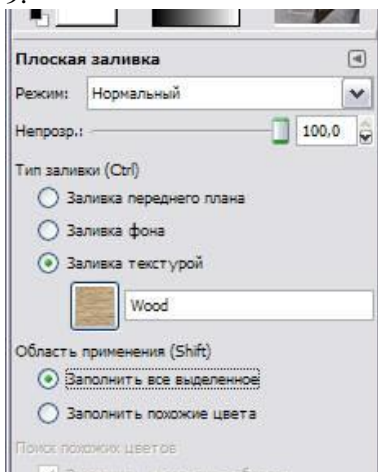 Плоская заливка
Режим: Нормальный
Непрозр.: 100,0
Тип заливки (Ctrl)
Заливка переднего плана
Заливка фона
Заливка текстурой
Wood
Область применения (Shift)
Заполнить все выделенное
Заполнить похожие цвета
Поиск похожих цветов